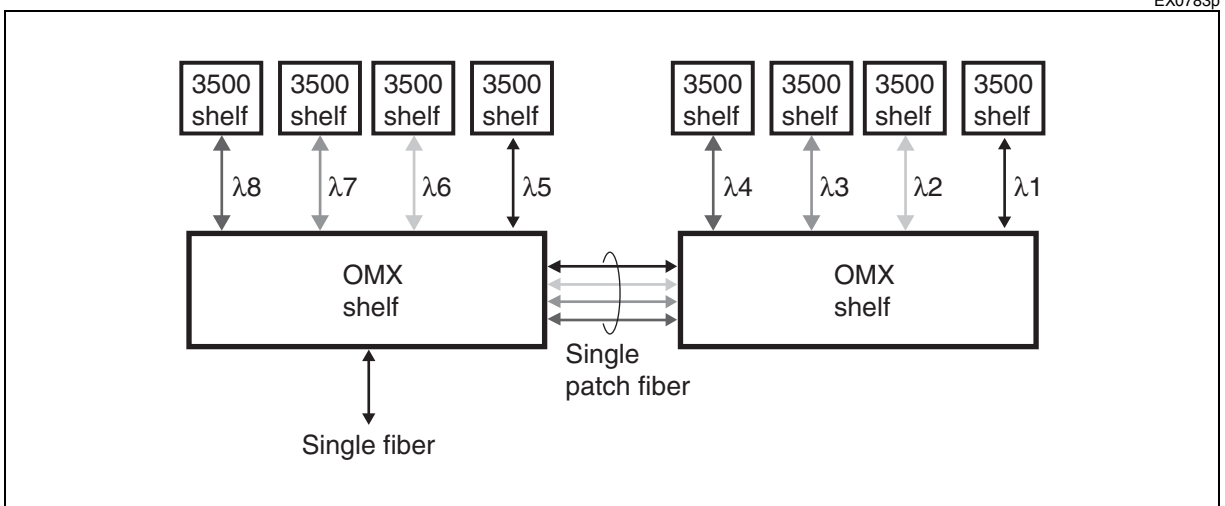 EX0783p
3500 shelf
3500 shelf
3500 shelf
3500 shelf
3500 shelf
3500 shelf
3500 shelf
3500 shelf
λ8
λ7
λ6
λ5
λ4
λ3
λ2
λ1
OMX
shelf
OMX
shelf
Single
patch fiber
Single fiber